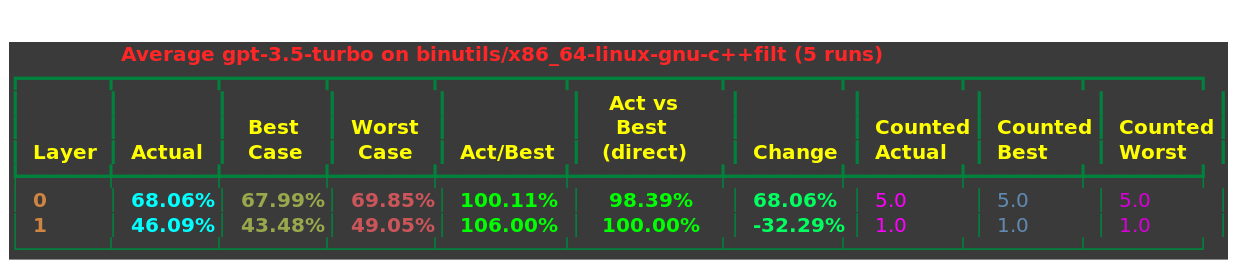 Average gpt-3.5-turbo on binutils/x86_64-linux-gnu-c++filt (5 runs)
Act vs
Best Worst Best Counted Counted Counted
Layer Actual Case Case Act/Best (direct) Change Actual Best Worst
0 68.06% 67.99% 69.85% 100.11% 98.39% 68.06% 5.0 5.0 5.0
1 46.09% 43.48% 49.05% 106.00% 100.00% -32.29% 1.0 1.0 1.0